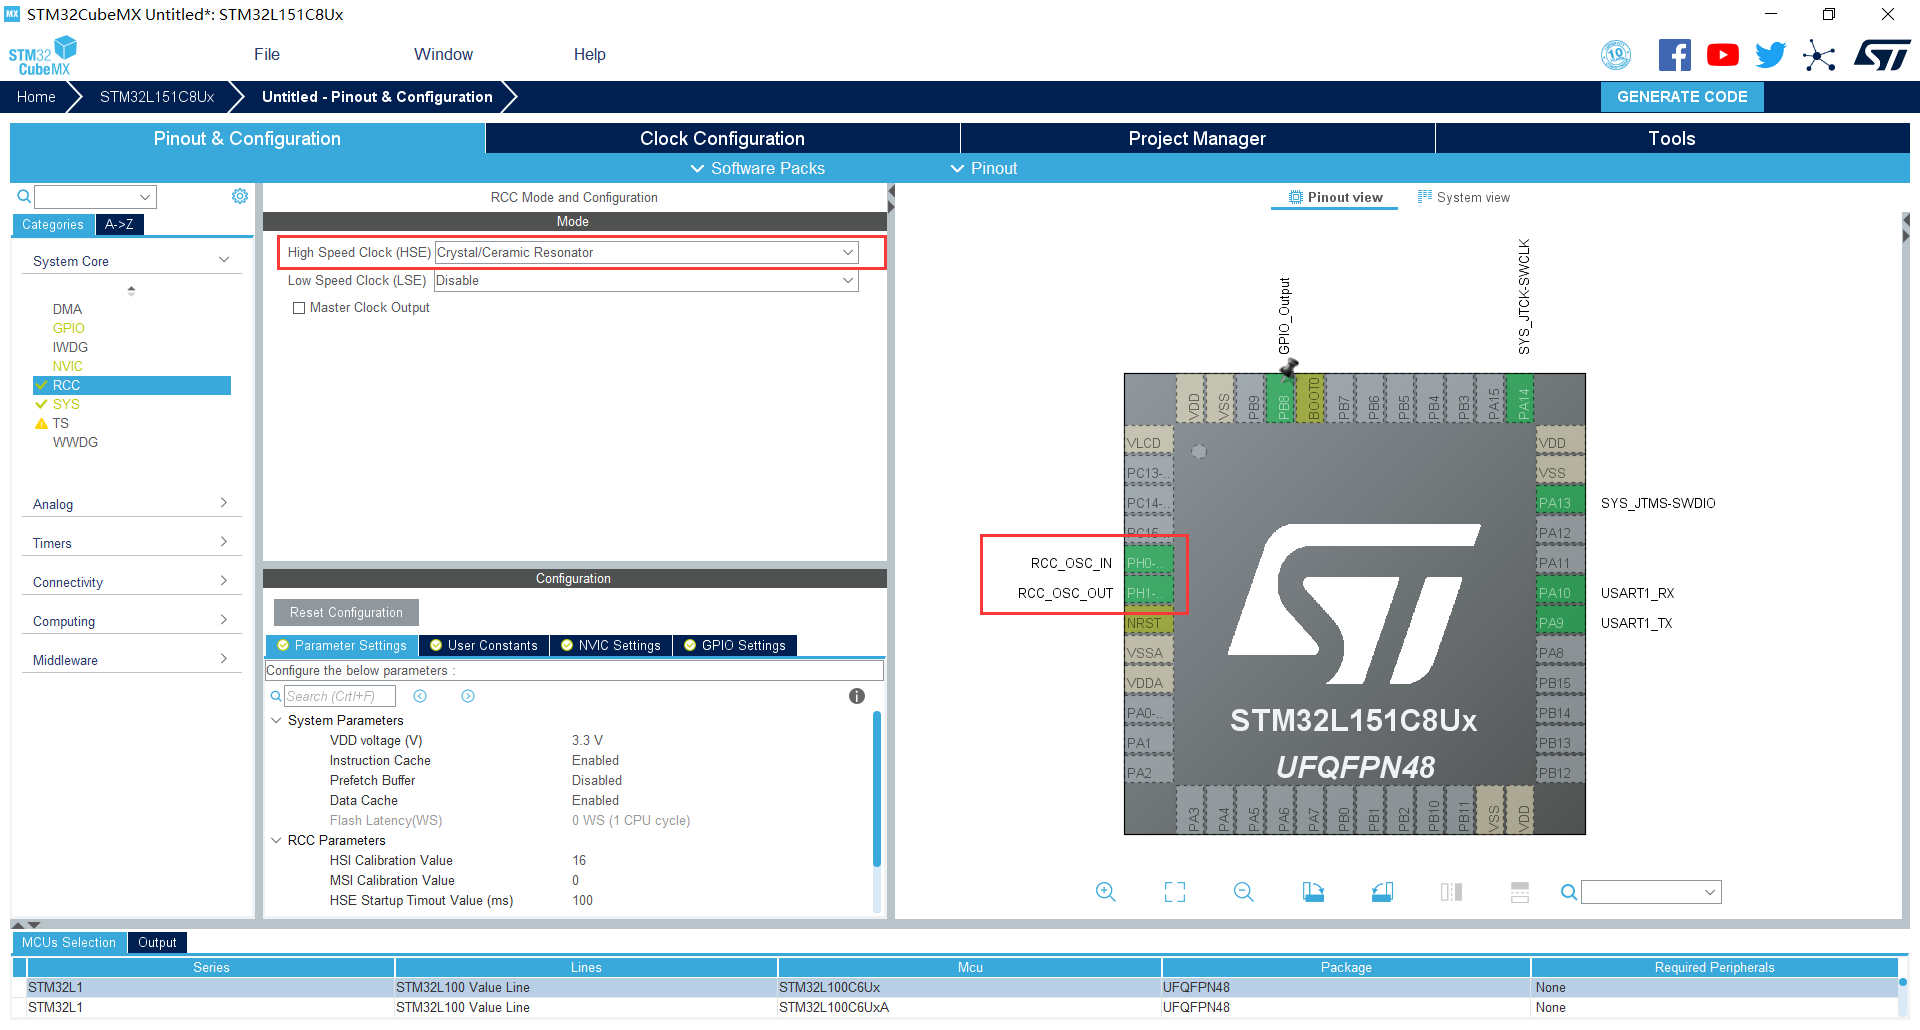 MX STM32CubeMX Untitled*: STM32L151C8Ux
STM32 CubeMX
File Window Help
10
Home STM32L151C8Ux Untitled - Pinout & Configuration GENERATE CODE
Pinout & Configuration Clock Configuration Project Manager Tools
Software Packs Pinout
Categories A->Z
System Core
DMA
GPIO
IWDG
NVIC
RCC
SYS
TS
WWDG
Analog
Timers
Connectivity
Computing
Middleware
RCC Mode and Configuration
Mode
High Speed Clock (HSE) Crystal/Ceramic Resonator
Low Speed Clock (LSE) Disable
Master Clock Output
Configuration
Reset Configuration
Parameter Settings User Constants NVIC Settings GPIO Settings
Configure the below parameters :
Search (Crtl+F)
System Parameters
VDD voltage (V) 3.3 V
Instruction Cache Enabled
Prefetch Buffer Disabled
Data Cache Enabled
Flash Latency(WS) 0 WS (1 CPU cycle)
RCC Parameters
HSI Calibration Value 16
MSI Calibration Value 0
HSE Startup Timout Value (ms) 100
Pinout view System view
GPIO_Output
SYS_JTCK-SWCLK
VDD
VSS
PB9
PB8
BOOT0
PB7
PB6
PB5
PB4
PB3
PA15
PA14
VLCD
PC13-..
PC14-..
PC15..
RCC_OSC_IN PH0-..
RCC_OSC_OUT PH1-..
NRST
VSSA
VDDA
PA0-..
PA1
PA2
VDD
VSS
PA13 SYS_JTMS-SWDIO
PA12
PA11
PA10 USART1_RX
PA9 USART1_TX
PA8
PB15
PB14
PB13
PB12
STM32L151C8Ux
UFQFPN48
PA3
PA4
PA5
PA6
PA7
PB0
PB1
PB2
PB10
PB11
VSS
VDD
MCUs Selection Output
Series Lines Mcu Package Required Peripherals
STM32L1 STM32L100 Value Line STM32L100C6Ux UFQFPN48 None
STM32L1 STM32L100 Value Line STM32L100C6UxA UFQFPN48 None